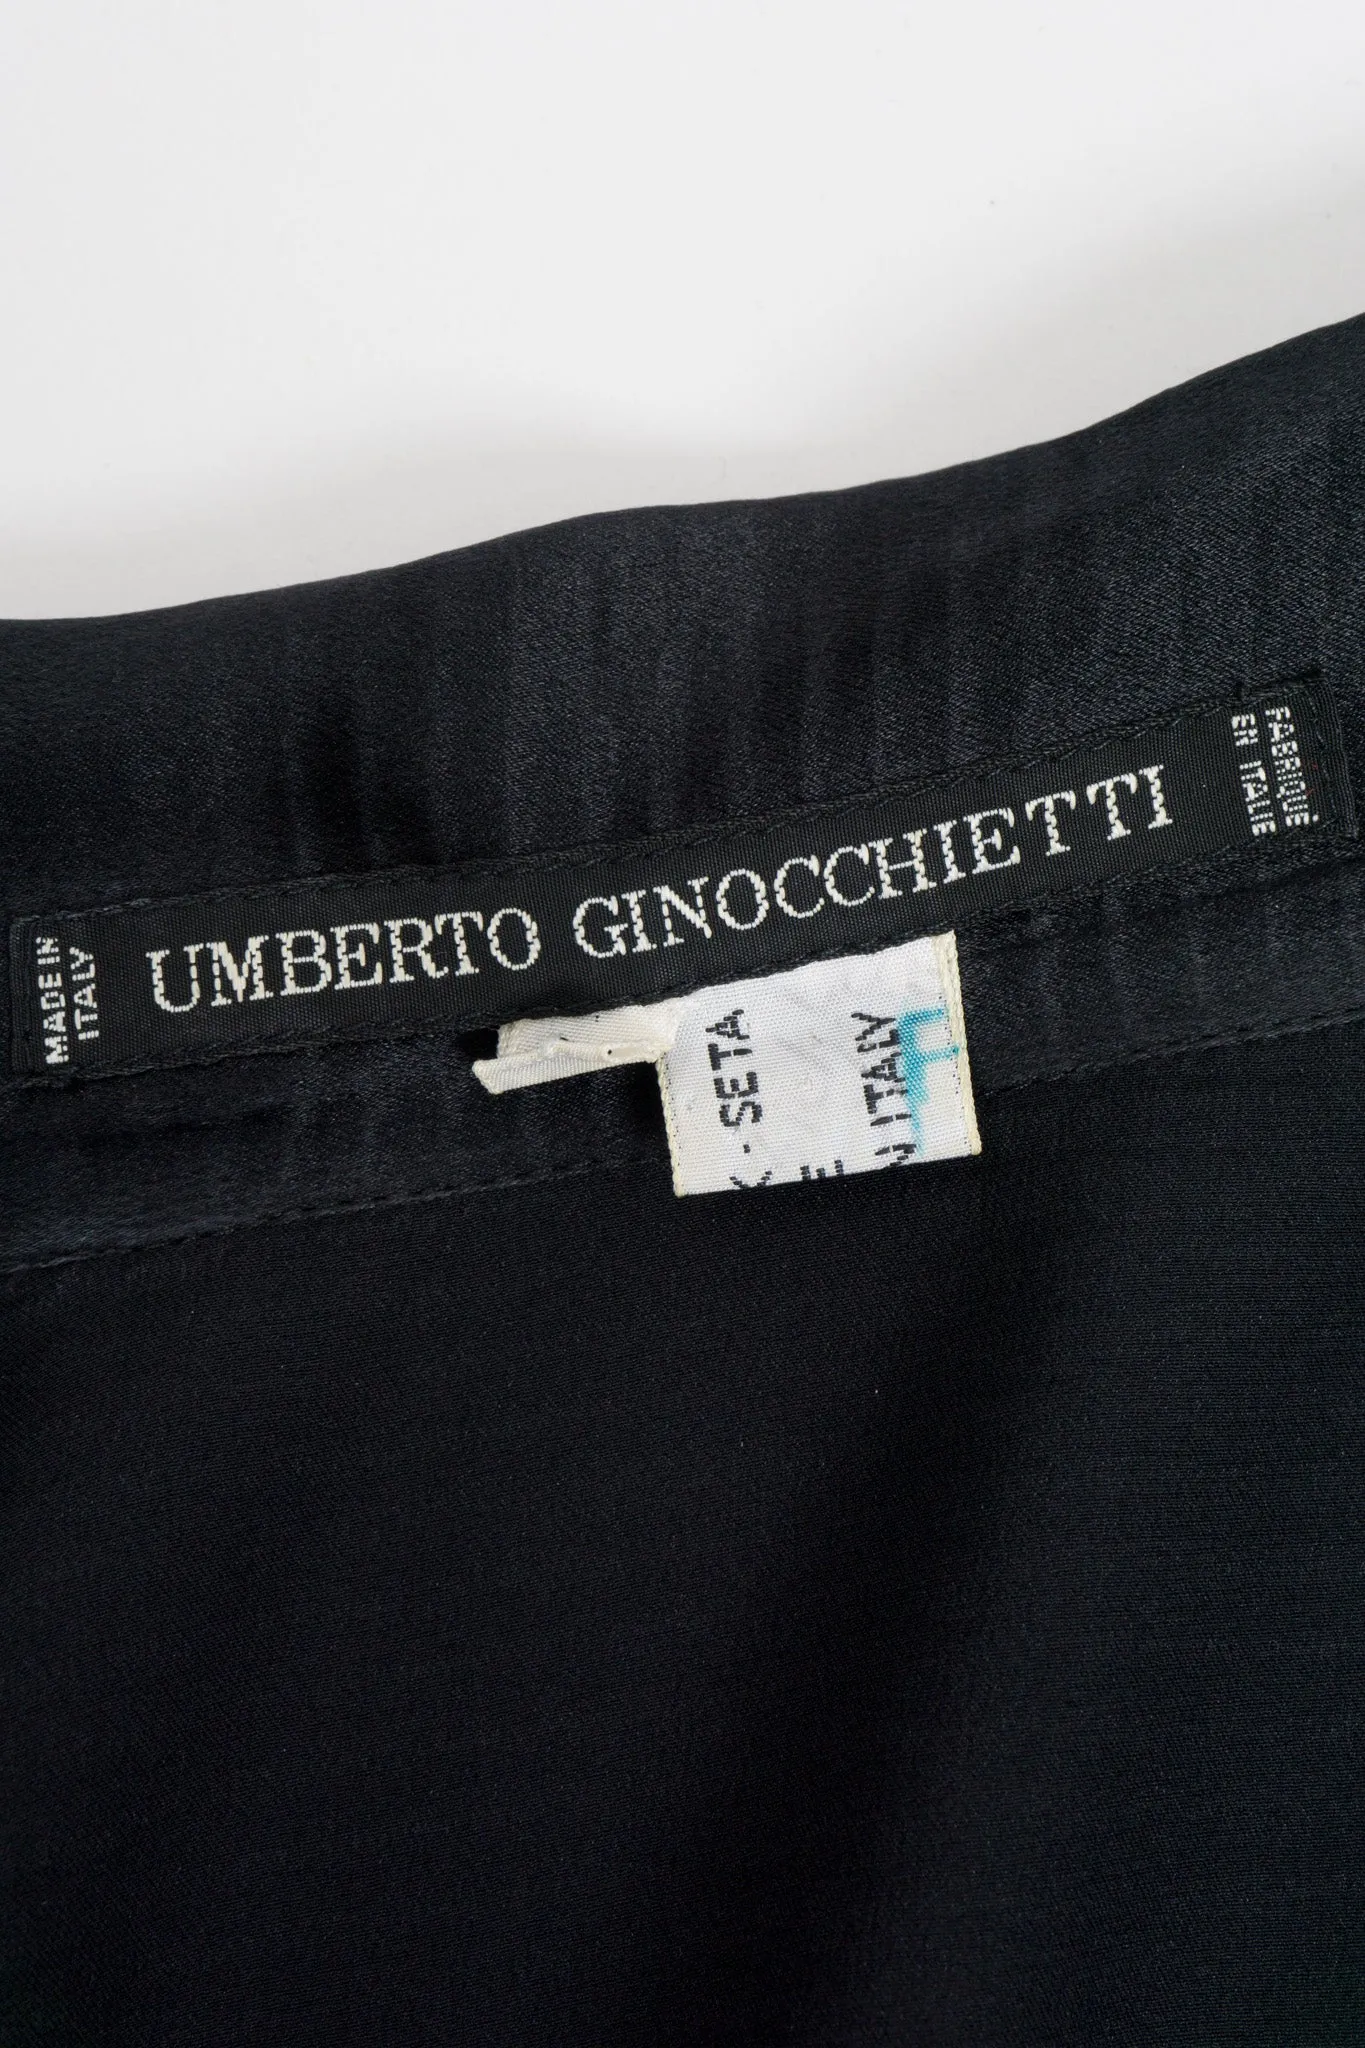 MADE IN
ITALY
UMBERTO GINOCCHIETTI
FABRIQUE
EN ITALIE
- SETA
ITALY